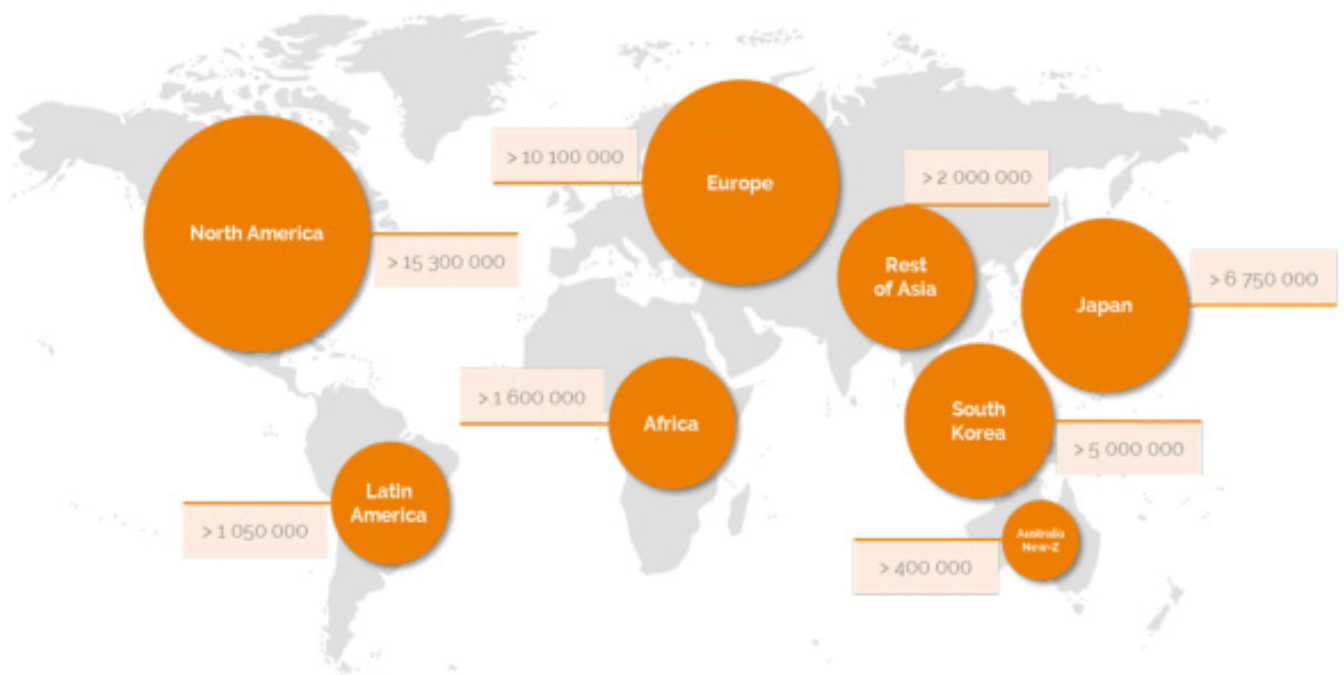 North America
> 15 300 000
> 10 100 000
Europe
> 2 000 000
Rest
of Asia
Japan
> 6 750 000
> 1 600 000
Africa
South
Korea
> 5 000 000
Latin
America
> 1 050 000
Australia
New-Z
> 400 000